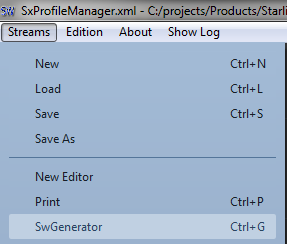 SW SxProfileManager.xml - C:/projects/Products/Starli
Streams Edition About Show Log
New Ctrl+N
Load Ctrl+L
Save Ctrl+S
Save As
New Editor
Print Ctrl+P
SwGenerator Ctrl+G